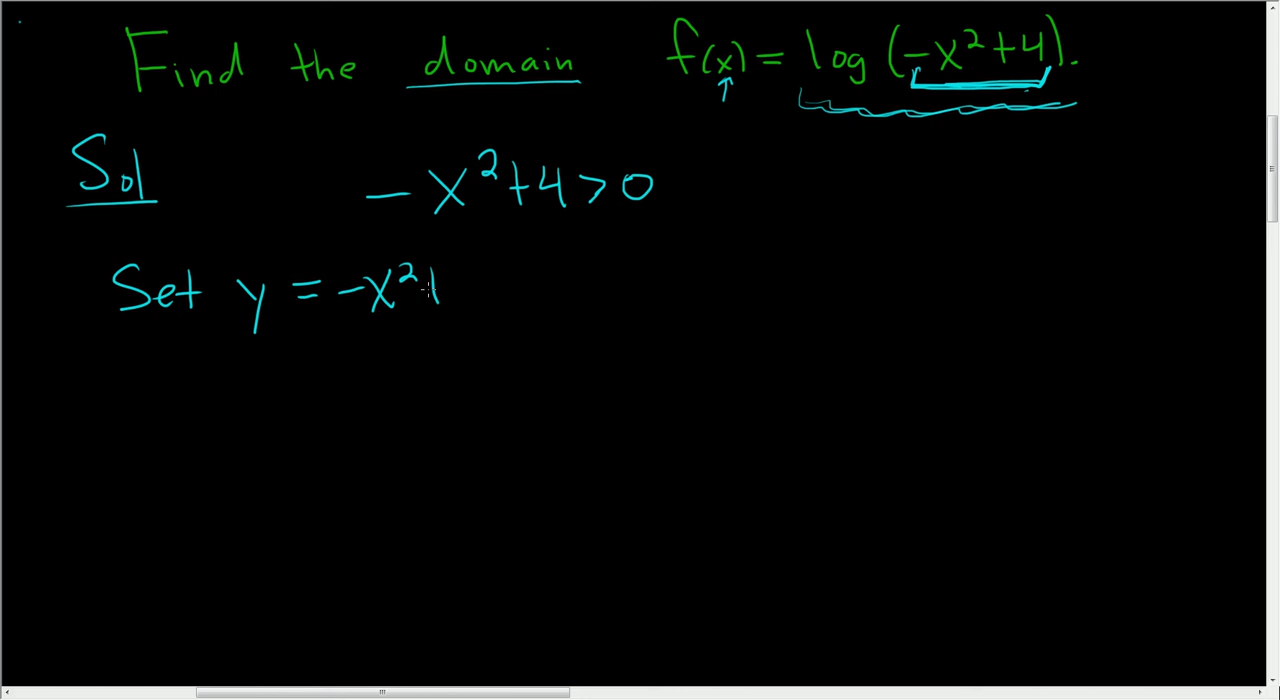 Find the domain f(x) = log (-x²+4).
Sol
-x²+4>0
Set y = -x²+